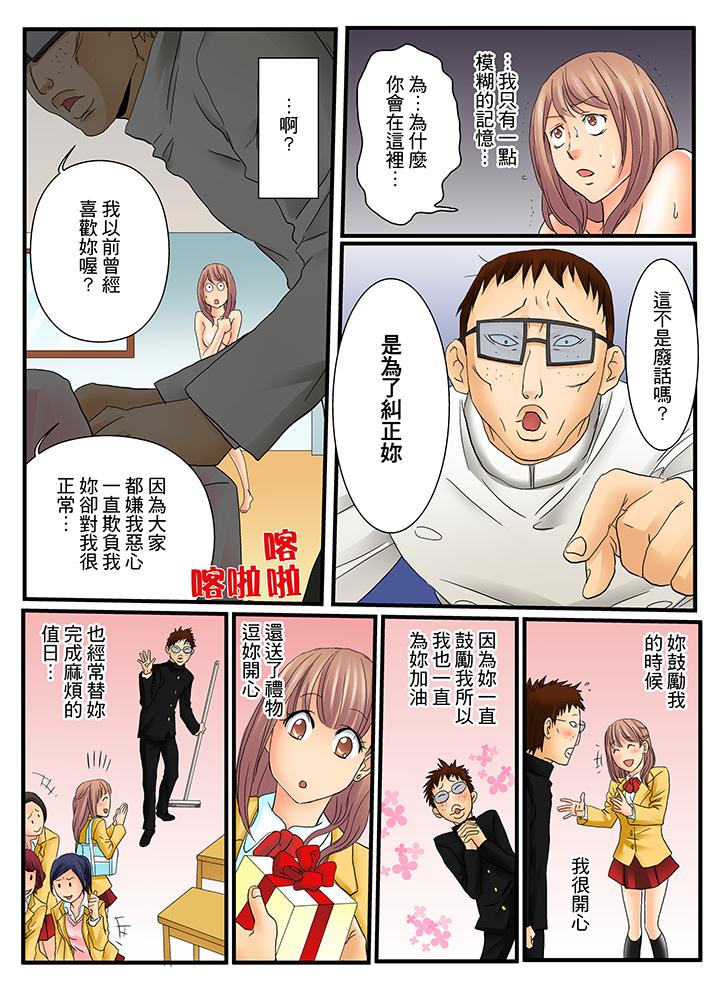 …我只有一點
模糊的記憶…
為…為什麼
你會在這裡…
這不是廢話嗎？
是為了糾正妳
…啊？
我以前曾經
喜歡妳喔？
因為大家
都嫌我惡心
一直欺負我
妳卻對我很
正常…
喀
啦
啦
喀
妳鼓勵我
的時候
我很開心
因為妳一直
鼓勵我所以
我也一直
為妳加油
還送了禮物
逗妳開心
也經常替妳
完成麻煩的
值日…